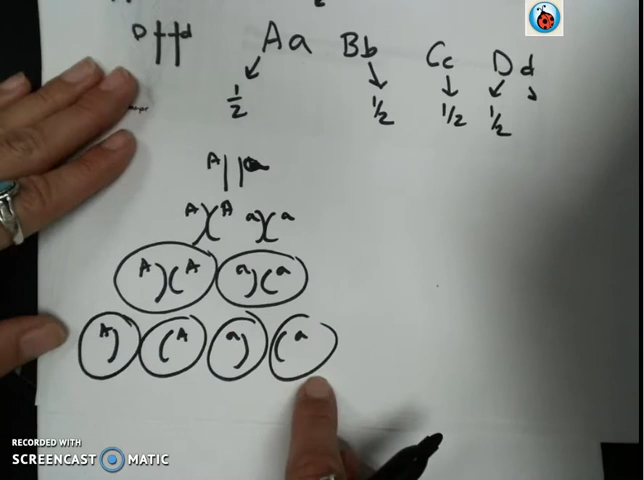 D d Aa Bb Cc Dd
1/2 1/2 1/2 1/2
A a
A A a a
A A a a
A A a a
RECORDED WITH
SCREENCAST MATIC